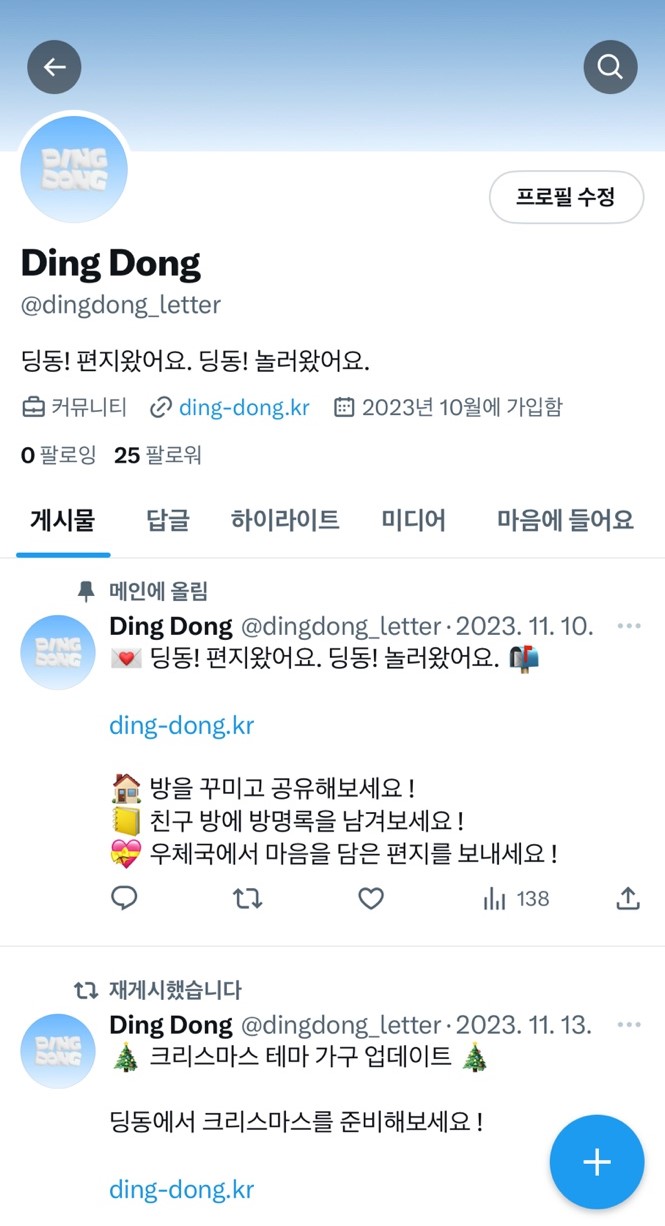 DING
DONG
프로필 수정
Ding Dong
@dingdong_letter
딩동! 편지왔어요. 딩동! 놀러왔어요.
커뮤니티 ding-dong.kr 2023년 10월에 가입함
0 팔로잉 25 팔로워
게시물 답글 하이라이트 미디어 마음에 들어요
메인에 올림
DING
DONG
Ding Dong @dingdong_letter · 2023. 11. 10.
💌 딩동! 편지왔어요. 딩동! 놀러왔어요. 📬
ding-dong.kr
🏠 방을 꾸미고 공유해보세요 !
📒 친구 방에 방명록을 남겨보세요 !
💝 우체국에서 마음을 담은 편지를 보내세요 !
138
재게시했습니다
DING
DONG
Ding Dong @dingdong_letter · 2023. 11. 13.
🎄 크리스마스 테마 가구 업데이트 🎄
딩동에서 크리스마스를 준비해보세요 !
ding-dong.kr